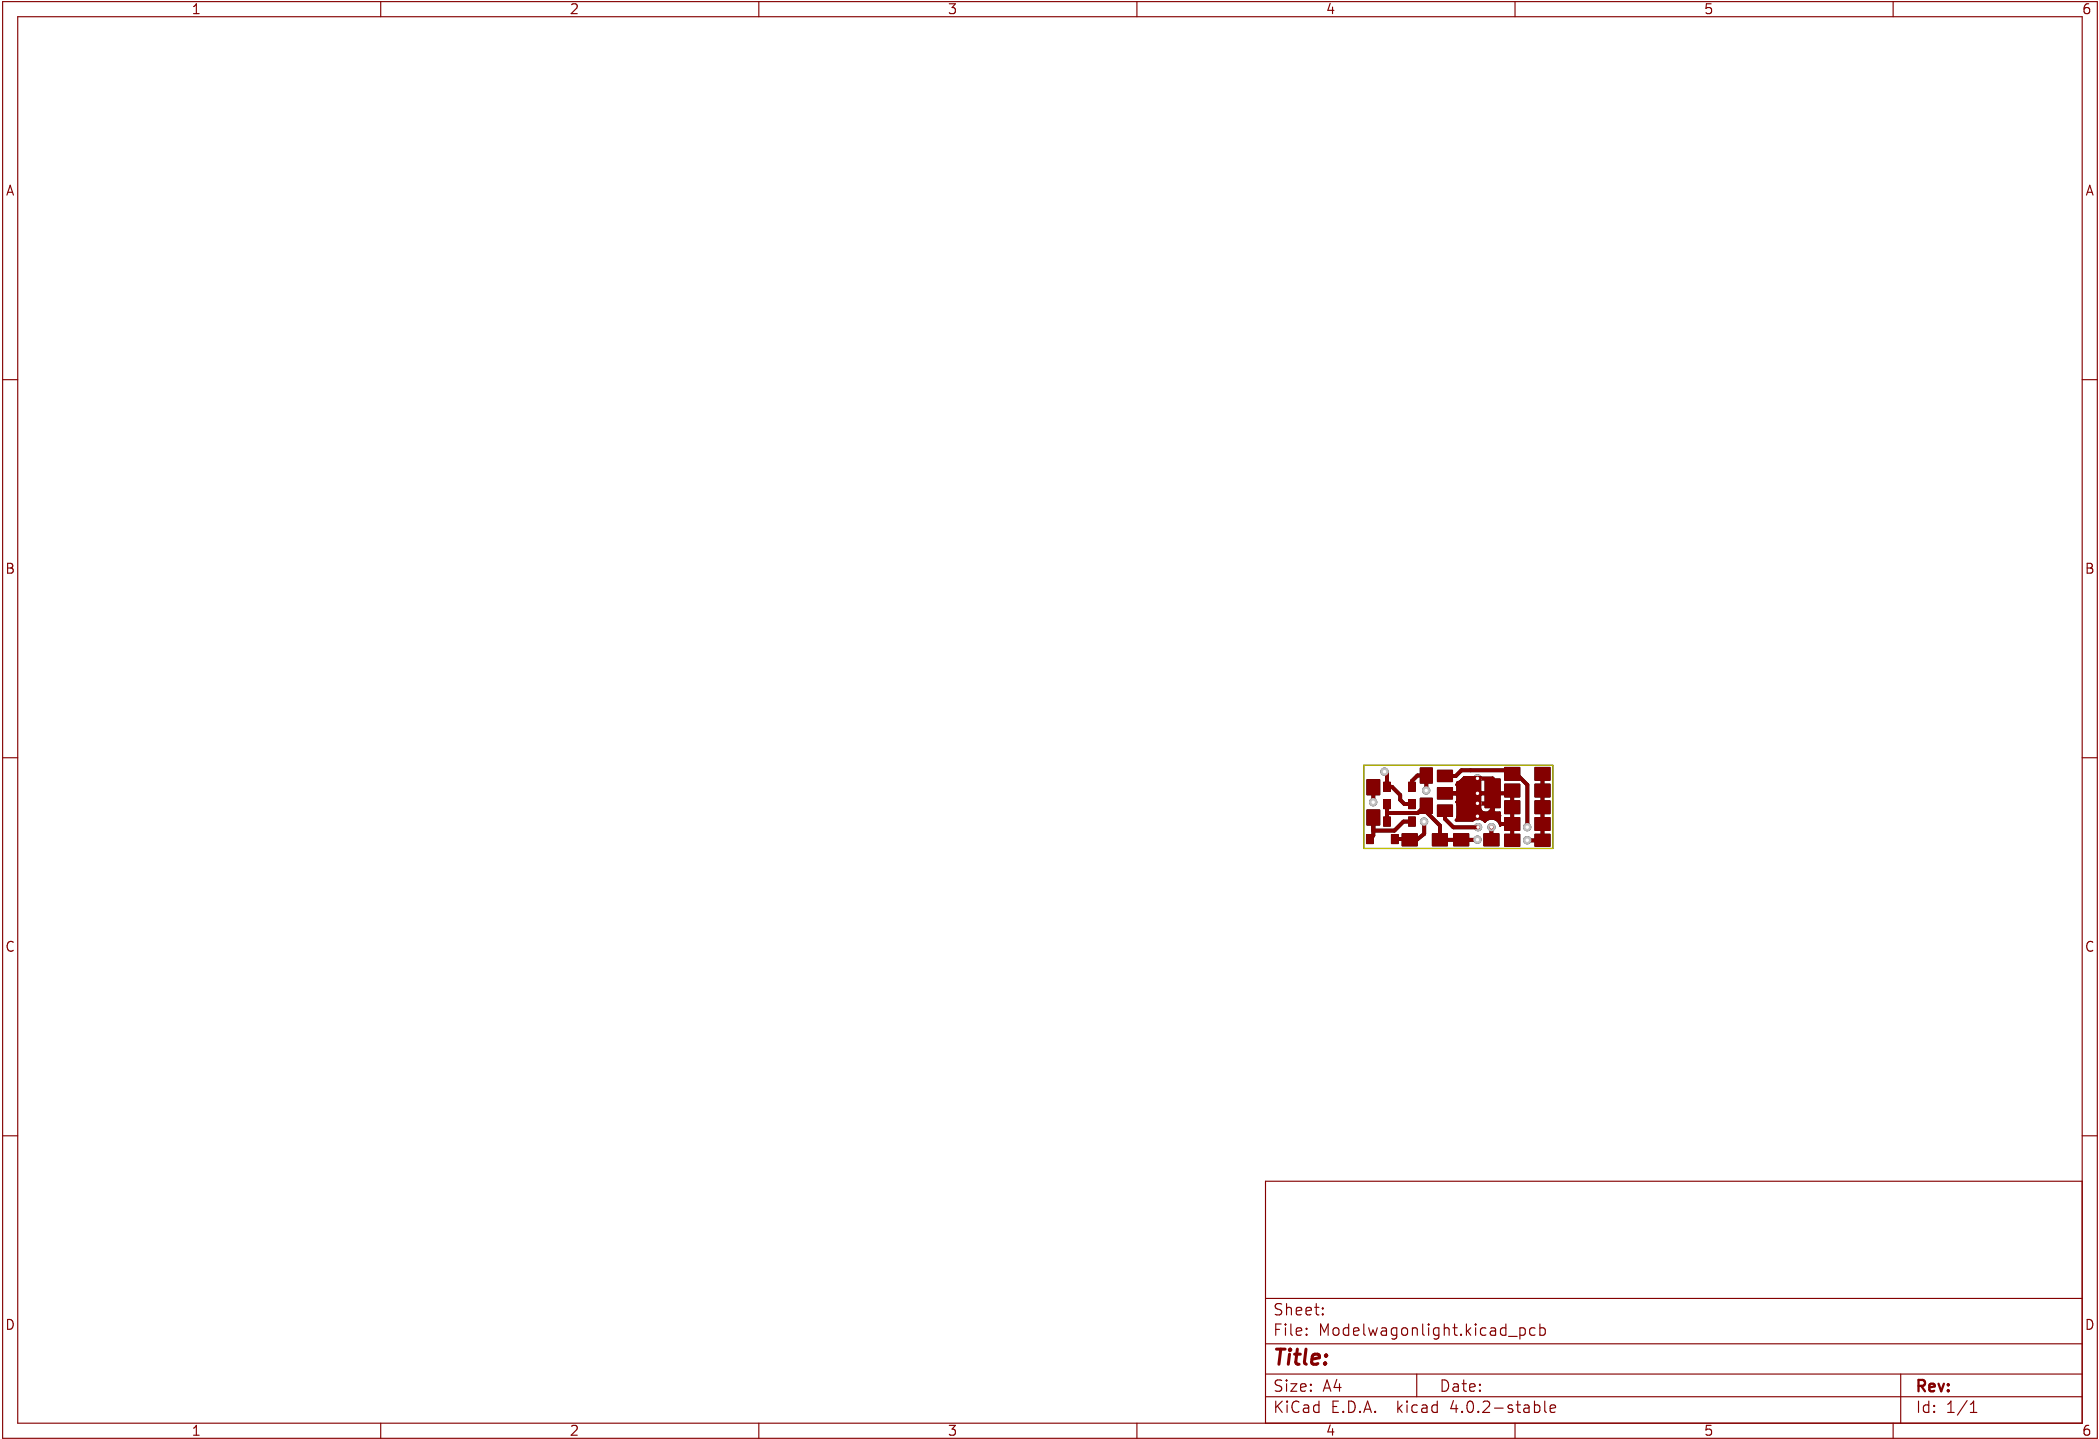 1 2 3 4 5 6
A A
B B
C C
D D
Sheet:
File: Modelwagonlight.kicad_pcb
Title:
Size: A4 Date: Rev:
KiCad E.D.A. kicad 4.0.2-stable Id: 1/1
1 2 3 4 5 6